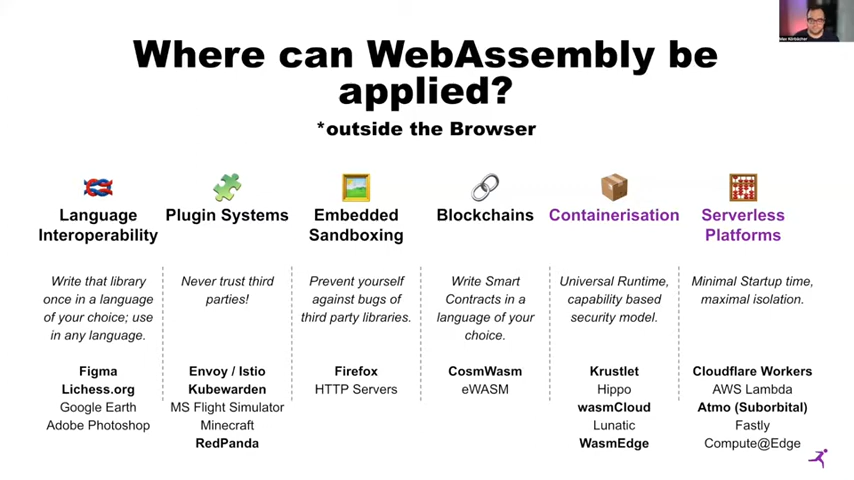 Where can WebAssembly be
applied?
*outside the Browser
Language
Interoperability
Write that library
once in a language
of your choice; use
in any language.
Figma
Lichess.org
Google Earth
Adobe Photoshop
Plugin Systems
Never trust third
parties!
Envoy / Istio
Kubewarden
MS Flight Simulator
Minecraft
RedPanda
Embedded
Sandboxing
Prevent yourself
against bugs of
third party libraries.
Firefox
HTTP Servers
Blockchains
Write Smart
Contracts in a
language of your
choice.
CosmWasm
eWASM
Containerisation
Universal Runtime,
capability based
security model.
Krustlet
Hippo
wasmCloud
Lunatic
WasmEdge
Serverless
Platforms
Minimal Startup time,
maximal isolation.
Cloudflare Workers
AWS Lambda
Atmo (Suborbital)
Fastly
Compute@Edge
Max Körbächer